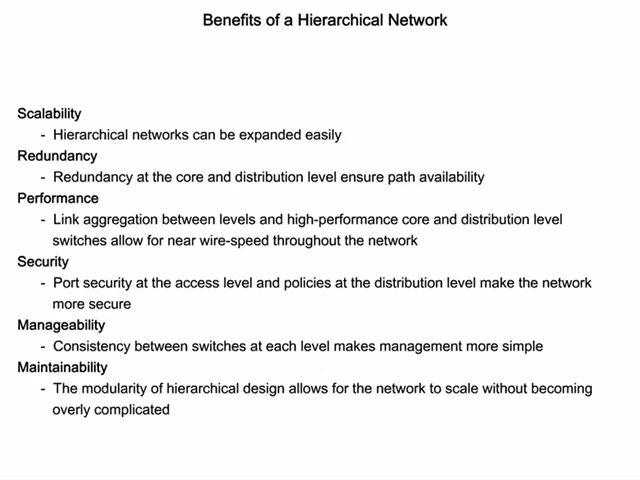 Benefits of a Hierarchical Network
Scalability
- Hierarchical networks can be expanded easily
Redundancy
- Redundancy at the core and distribution level ensure path availability
Performance
- Link aggregation between levels and high-performance core and distribution level
switches allow for near wire-speed throughout the network
Security
- Port security at the access level and policies at the distribution level make the network
more secure
Manageability
- Consistency between switches at each level makes management more simple
Maintainability
- The modularity of hierarchical design allows for the network to scale without becoming
overly complicated